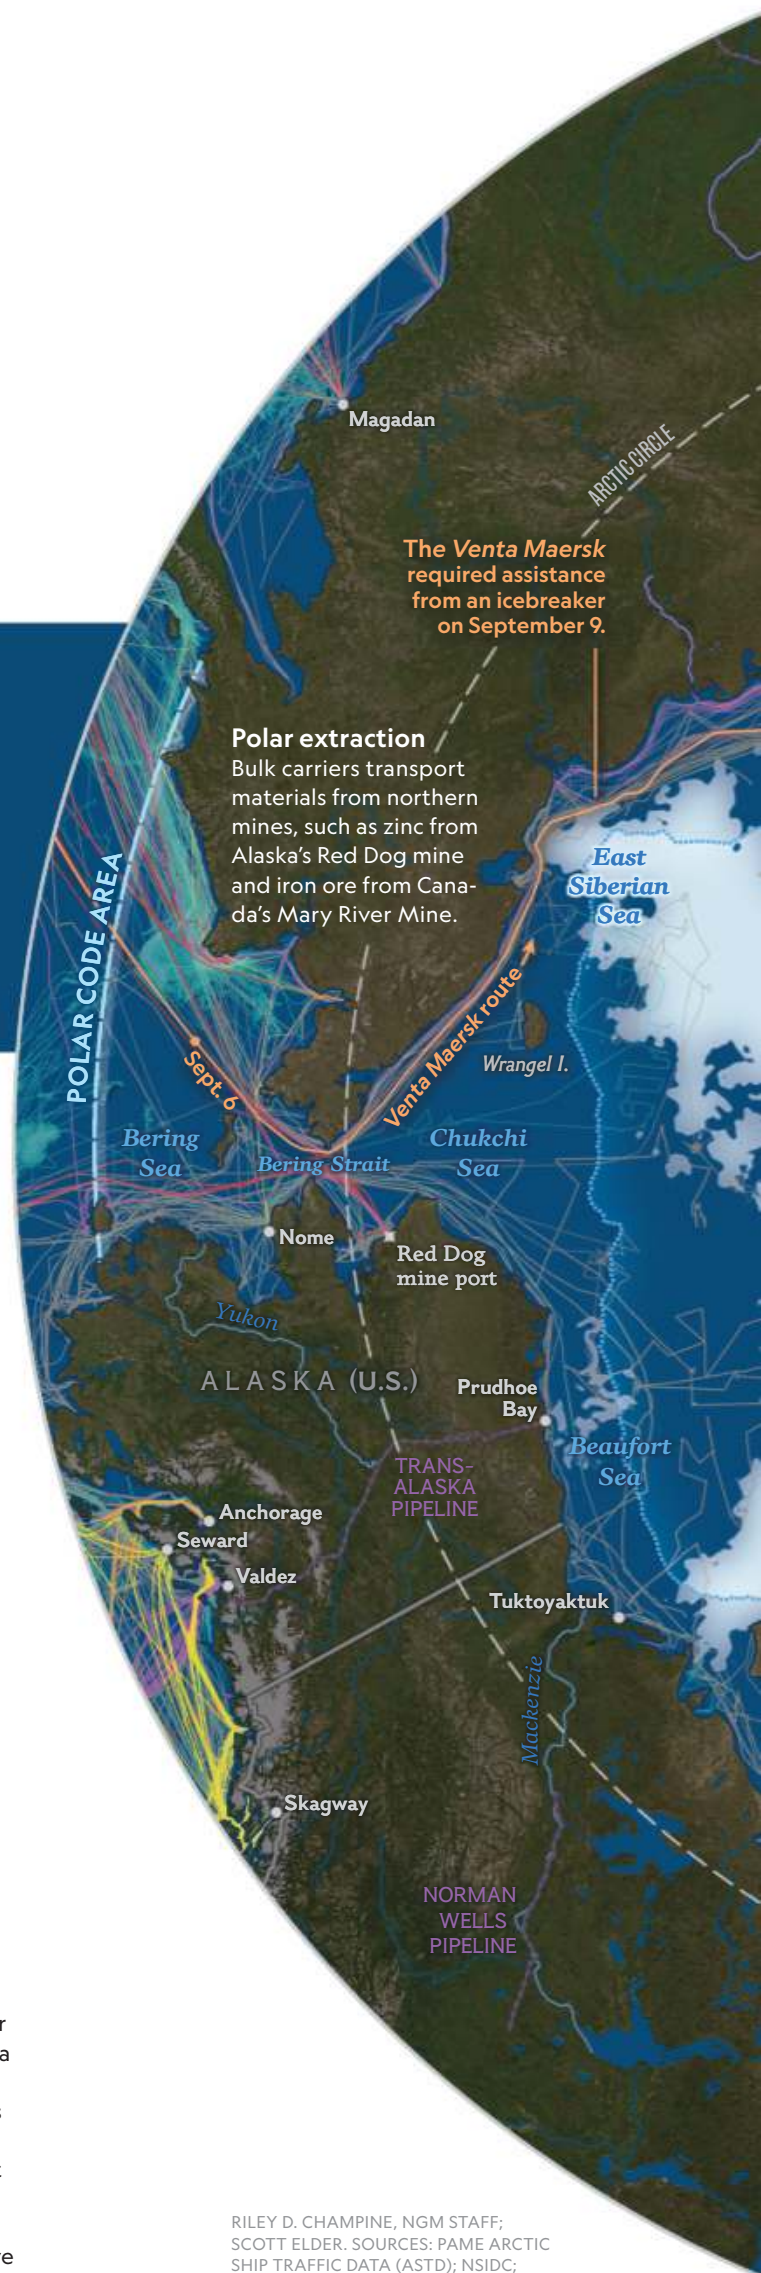 Magadan
ARCTIC CIRCLE
The Venta Maersk
required assistance
from an icebreaker
on September 9.
Polar extraction
Bulk carriers transport
materials from northern
mines, such as zinc from
Alaska's Red Dog mine
and iron ore from Cana-
da's Mary River Mine.
East
Siberian
Sea
POLAR CODE AREA
Venta Maersk route
Sept. 6
Wrangel I.
Bering
Sea
Bering Strait
Chukchi
Sea
Nome
Red Dog
mine port
Yukon
ALASKA (U.S.)
Prudhoe
Bay
Beaufort
Sea
TRANS-
ALASKA
PIPELINE
Anchorage
Seward
Valdez
Tuktoyaktuk
Mackenzie
Skagway
NORMAN
WELLS
PIPELINE
r
a
s
t
e
RILEY D. CHAMPINE, NGM STAFF;
SCOTT ELDER. SOURCES: PAME ARCTIC
SHIP TRAFFIC DATA (ASTD); NSIDC;